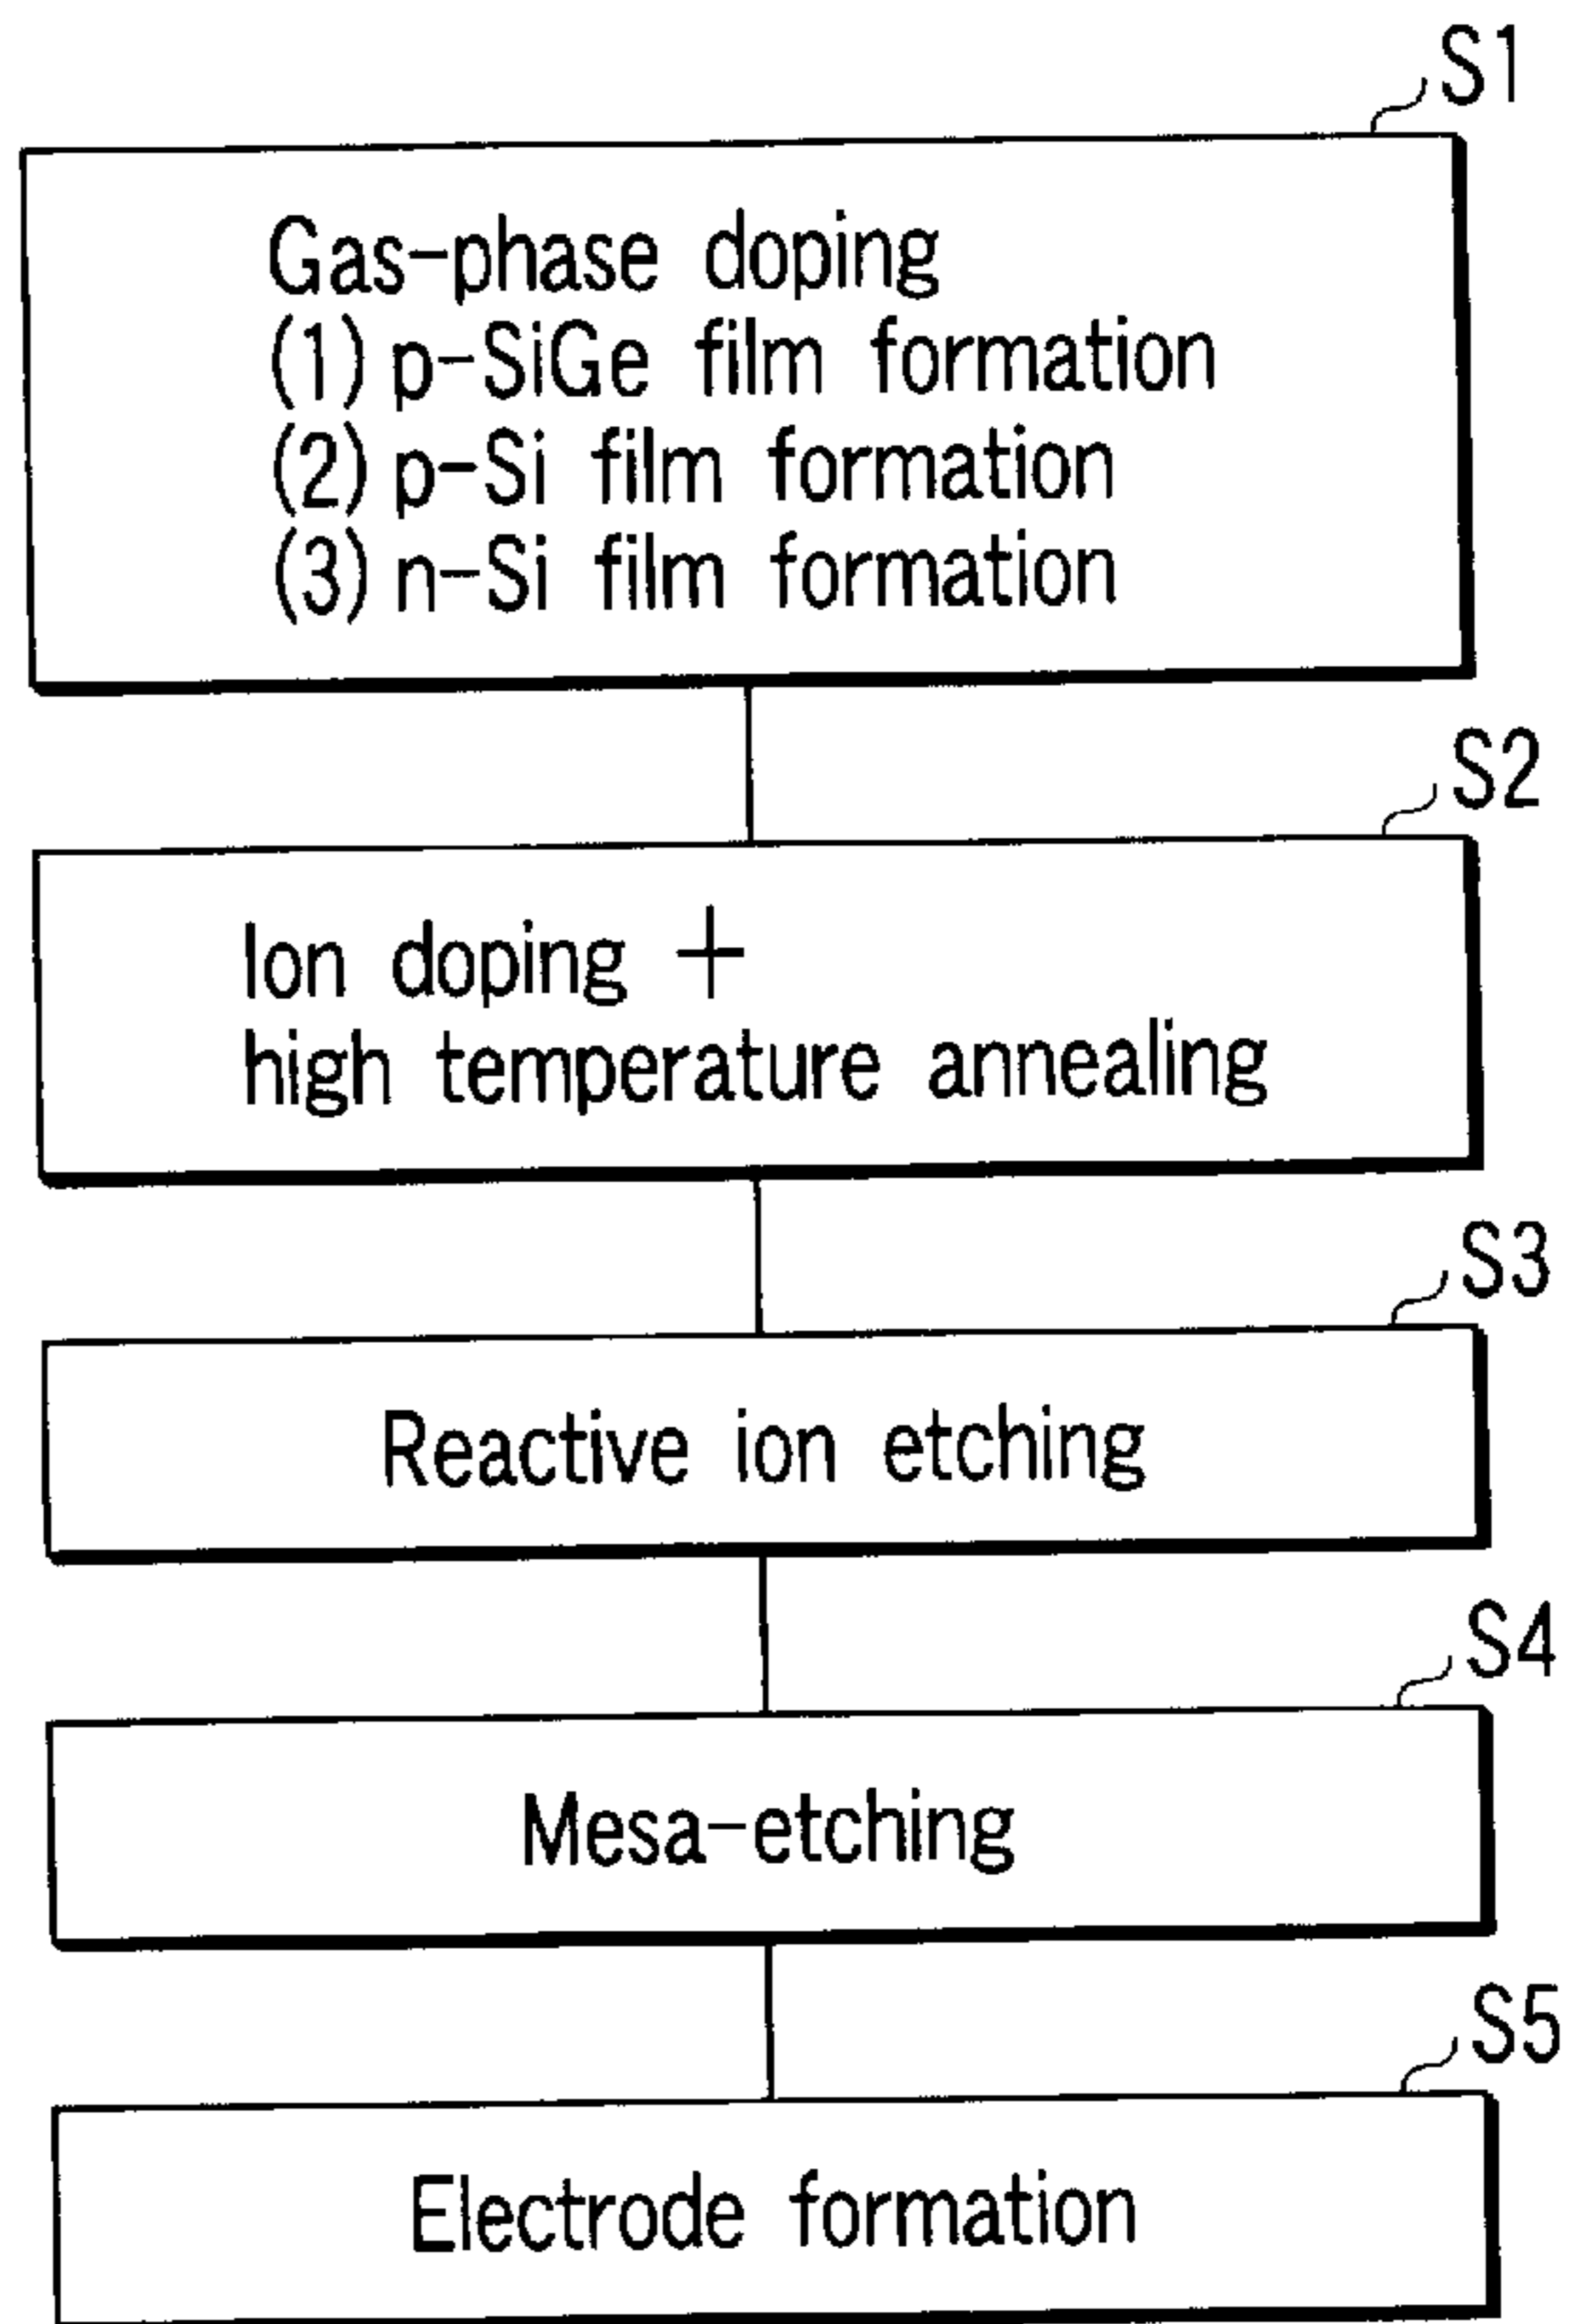 S1
Gas-phase doping
(1) p-SiGe film formation
(2) p-Si film formation
(3) n-Si film formation
S2
Ion doping +
high temperature annealing
S3
Reactive ion etching
S4
Mesa-etching
S5
Electrode formation